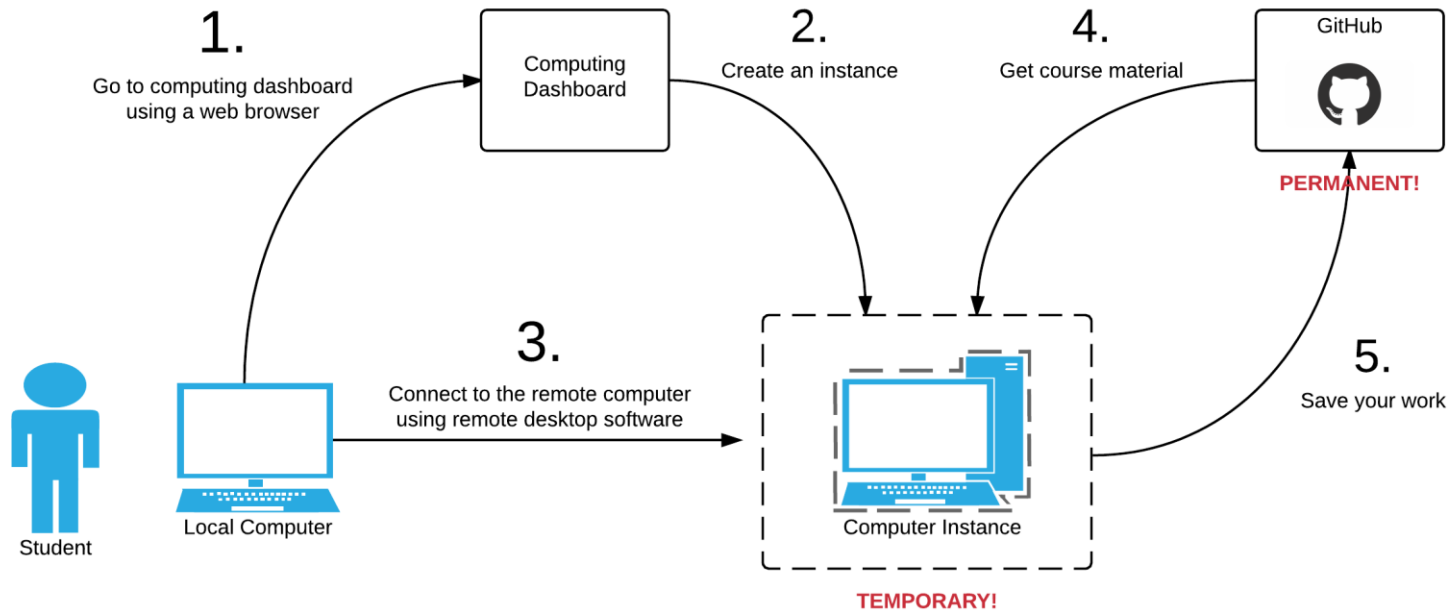 1.
Go to computing dashboard
using a web browser
Computing
Dashboard
2.
Create an instance
4.
Get course material
GitHub
PERMANENT!
3.
Connect to the remote computer
using remote desktop software
5.
Save your work
Student
Local Computer
Computer Instance
TEMPORARY!